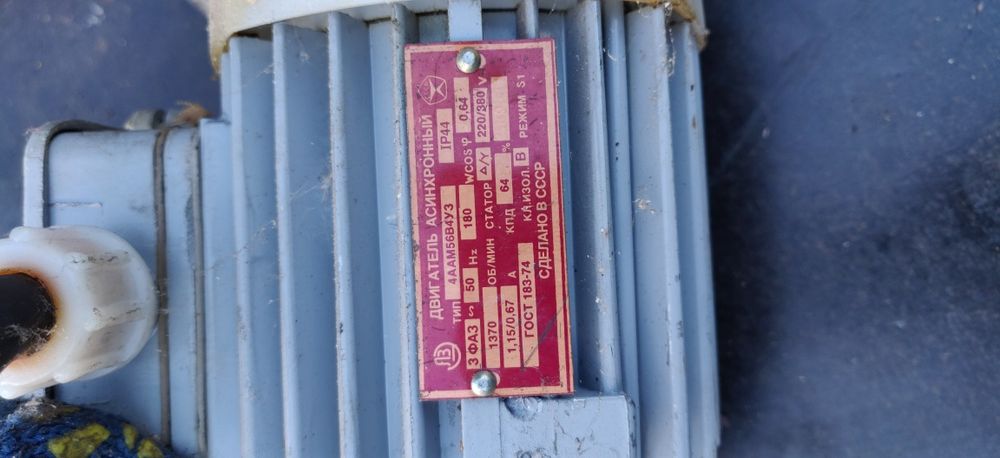 ДВИГАТЕЛЬ АСИНХРОННЫЙ
ТИП 4ААМ56В4У3 IP44
3 ФАЗ ∿ 50 Hz 180 W COS φ 0,64
1370 ОБ/МИН СТАТОР Δ/Y 220/380 V
1,15/0,67 А КПД 64 %
ГОСТ 183-74 КЛ.ИЗОЛ. В РЕЖИМ S1
СДЕЛАНО В СССР